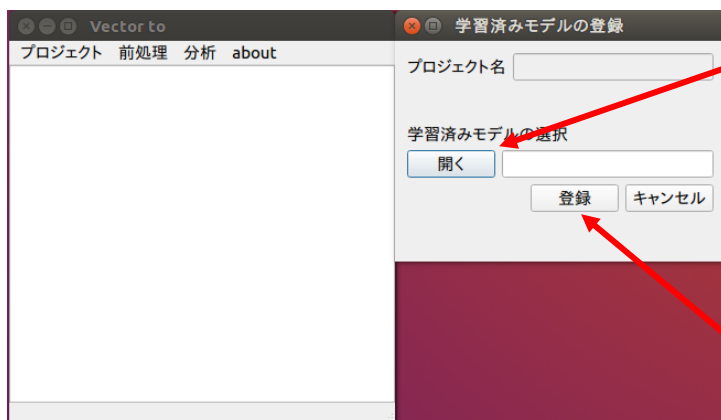 Vector to
プロジェクト 前処理 分析 about
学習済みモデルの登録
プロジェクト名
学習済みモデルの選択
開く
登録 キャンセル